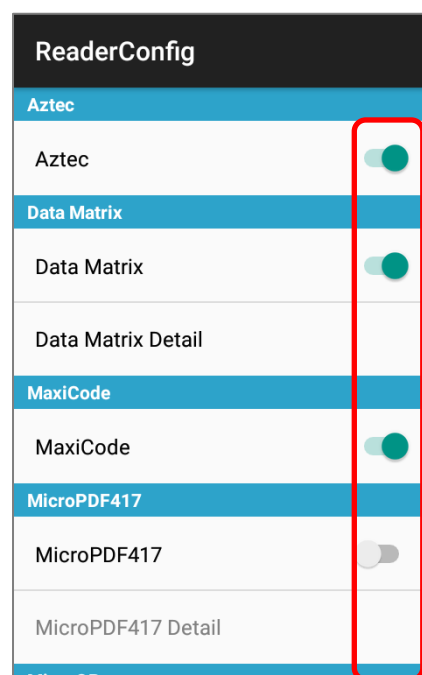 ReaderConfig
Aztec
Aztec
Data Matrix
Data Matrix
Data Matrix Detail
MaxiCode
MaxiCode
MicroPDF417
MicroPDF417
MicroPDF417 Detail